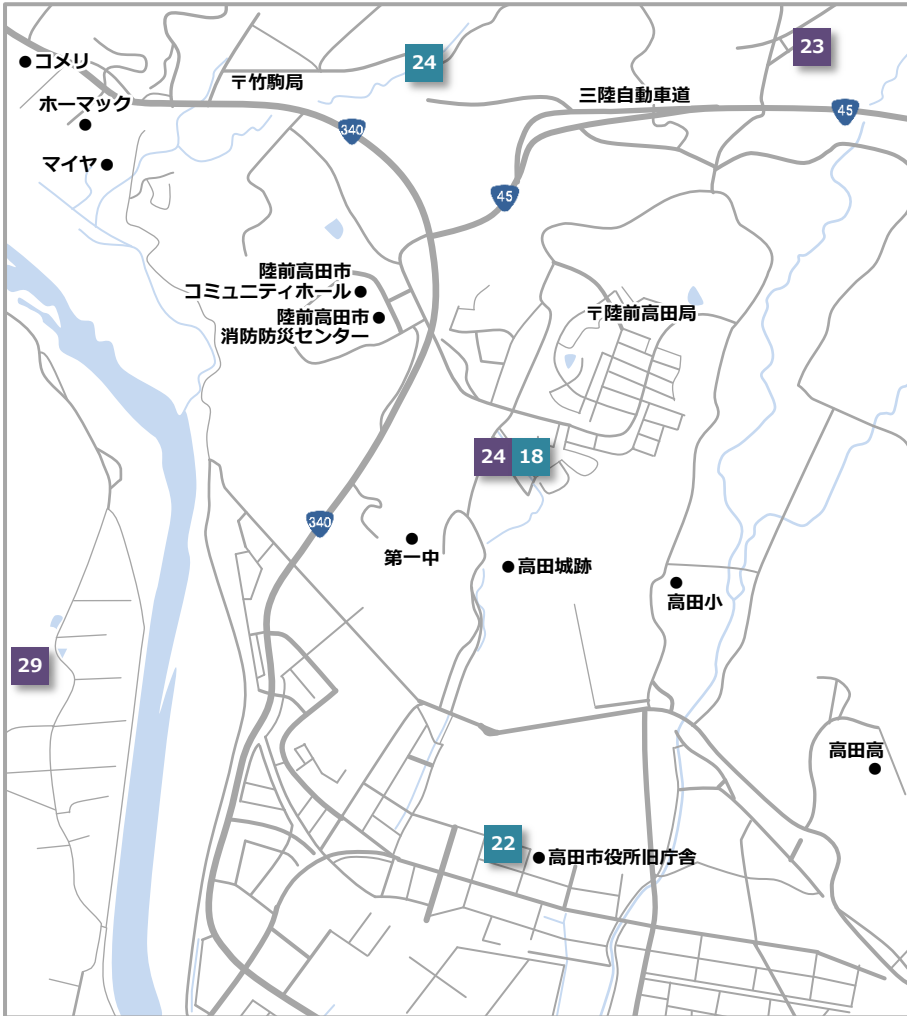 コメリ
24
23
〒竹駒局
三陸自動車道
ホーマック
45
340
マイヤ
45
陸前高田市
コミュニティホール
陸前高田市
消防防災センター
〒陸前高田局
24
18
340
第一中
高田城跡
高田小
29
高田高
22
高田市役所旧庁舎